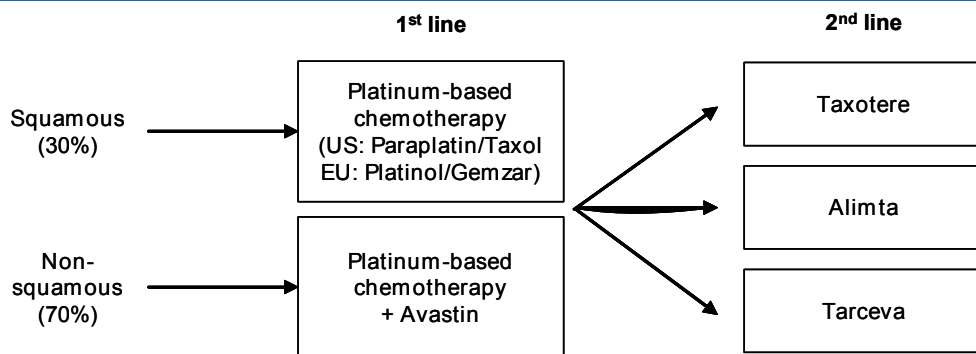 1st line
2nd line
Squamous
(30%)
Platinum-based
chemotherapy
(US: Paraplatin/Taxol
EU: Platinol/Gemzar)
Taxotere
Alimta
Non-
squamous
(70%)
Platinum-based
chemotherapy
+ Avastin
Tarceva